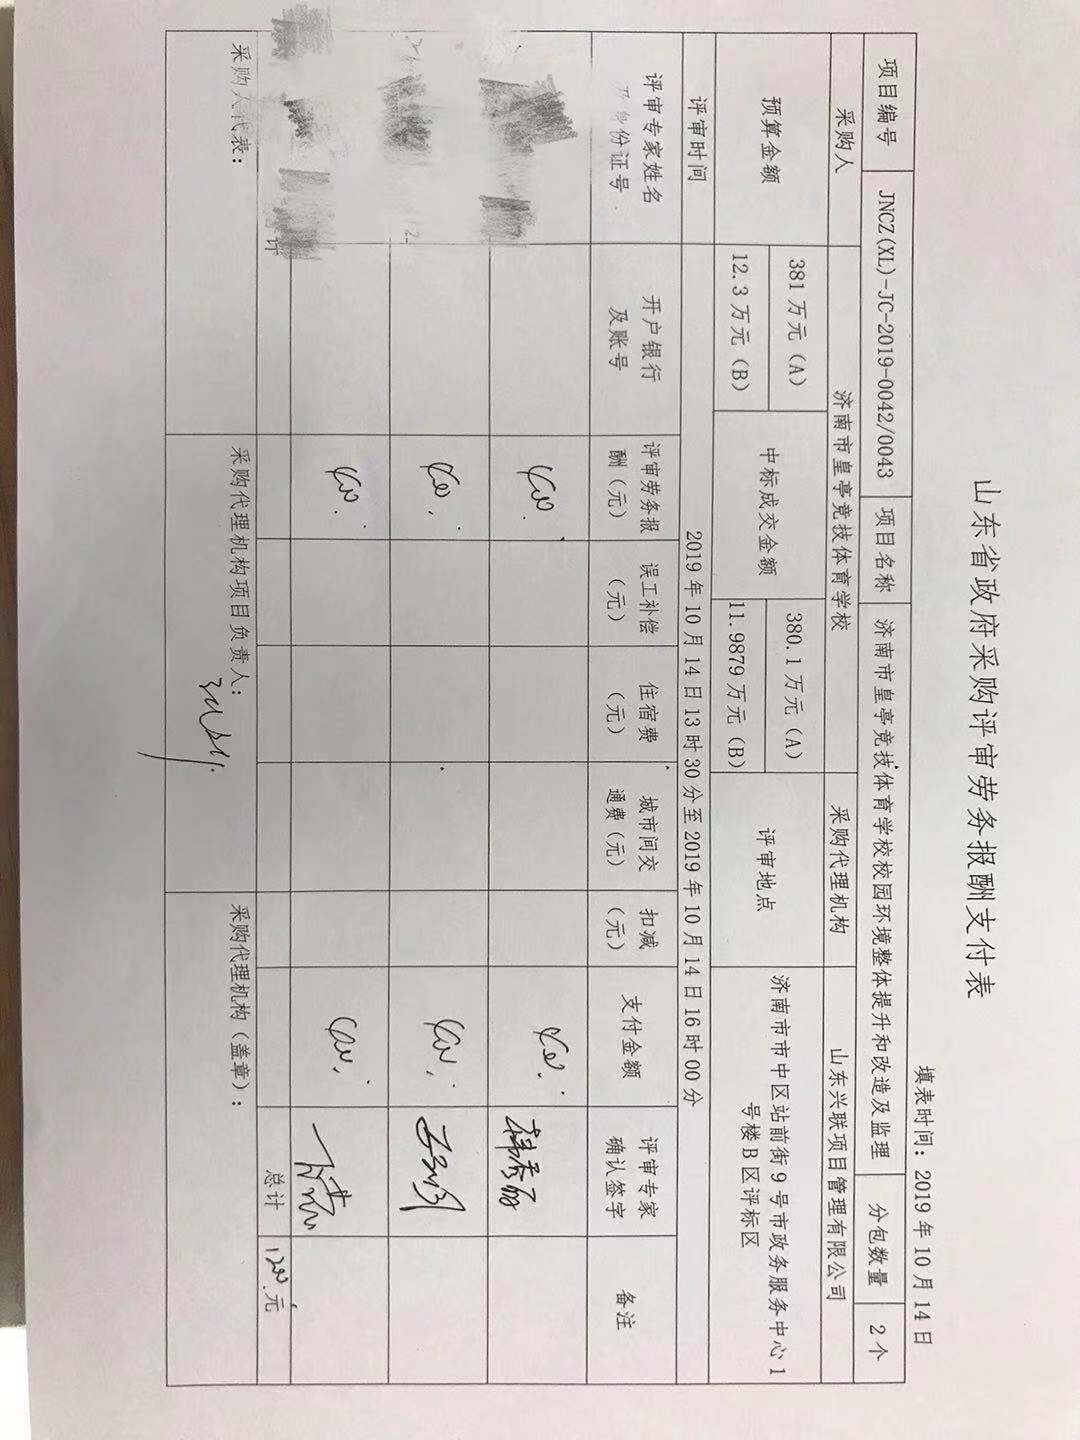 山东省政府采购评审劳务报酬支付表
填表时间：2019年10月14日
项目编号 JNCZ(XL)-JC-2019-0042/0043 项目名称 济南市皇亭竞技体育学校校园环境整体提升和改造及监理 分包数量 2个
采购人 济南市皇亭竞技体育学校 采购代理机构 山东兴联项目管理有限公司
预算金额 381万元（A） 中标成交金额 380.1万元（A） 评审地点 济南市市中区站前街9号市政务服务中心1
12.3万元（B） 11.9879万元（B） 号楼B区评标区
评审时间 2019年10月14日13时30分至2019年10月14日16时00分
评审专家姓名 开户银行 评审劳务报 误工补偿 住宿费 城市间交 扣减 支付金额 评审专家 备注
份证号 及账号 酬（元） （元） （元） 通费（元） （元） 确认签字
400. 400.
400. 400.
400. 400.
计 总计 1200.元
采购人代表： 采购代理机构项目负责人： 采购代理机构（盖章）：